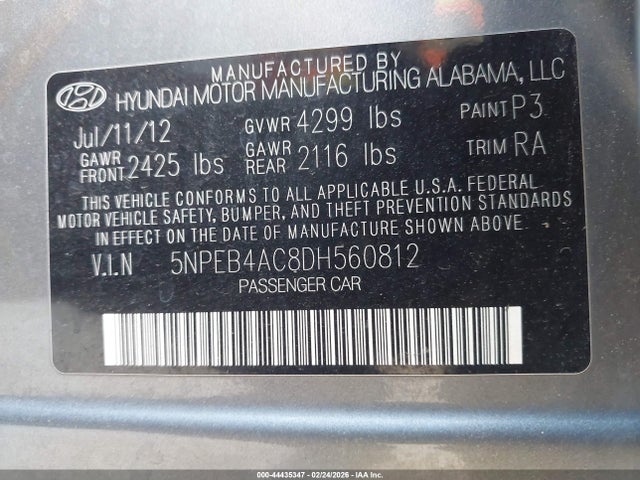 MANUFACTURED BY
HYUNDAI MOTOR MANUFACTURING ALABAMA, LLC
Jul/11/12 GVWR 4299 lbs PAINT P3
GAWR FRONT 2425 lbs GAWR REAR 2116 lbs TRIM RA
THIS VEHICLE CONFORMS TO ALL APPLICABLE U.S.A. FEDERAL
MOTOR VEHICLE SAFETY, BUMPER, AND THEFT PREVENTION STANDARDS
IN EFFECT ON THE DATE OF MANUFACTURE SHOWN ABOVE
V.I.N 5NPEB4AC8DH560812
PASSENGER CAR
000-44435347 - 02/24/2026 - IAA Inc.